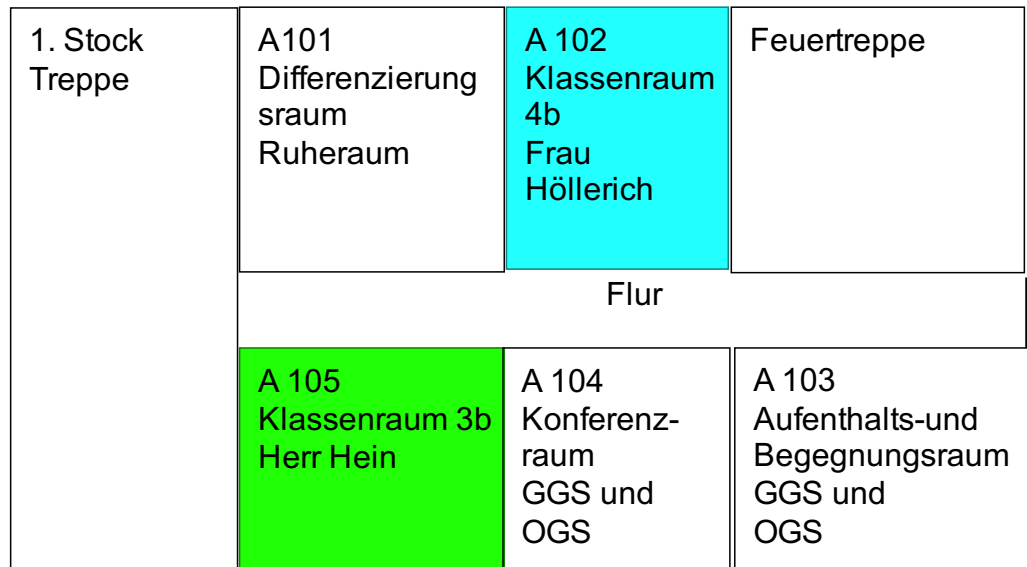 1. Stock
Treppe
A101
Differenzierung
sraum
Ruheraum
A 102
Klassenraum
4b
Frau
Höllerich
Feuertreppe
Flur
A 105
Klassenraum 3b
Herr Hein
A 104
Konferenz-
raum
GGS und
OGS
A 103
Aufenthalts-und
Begegnungsraum
GGS und
OGS